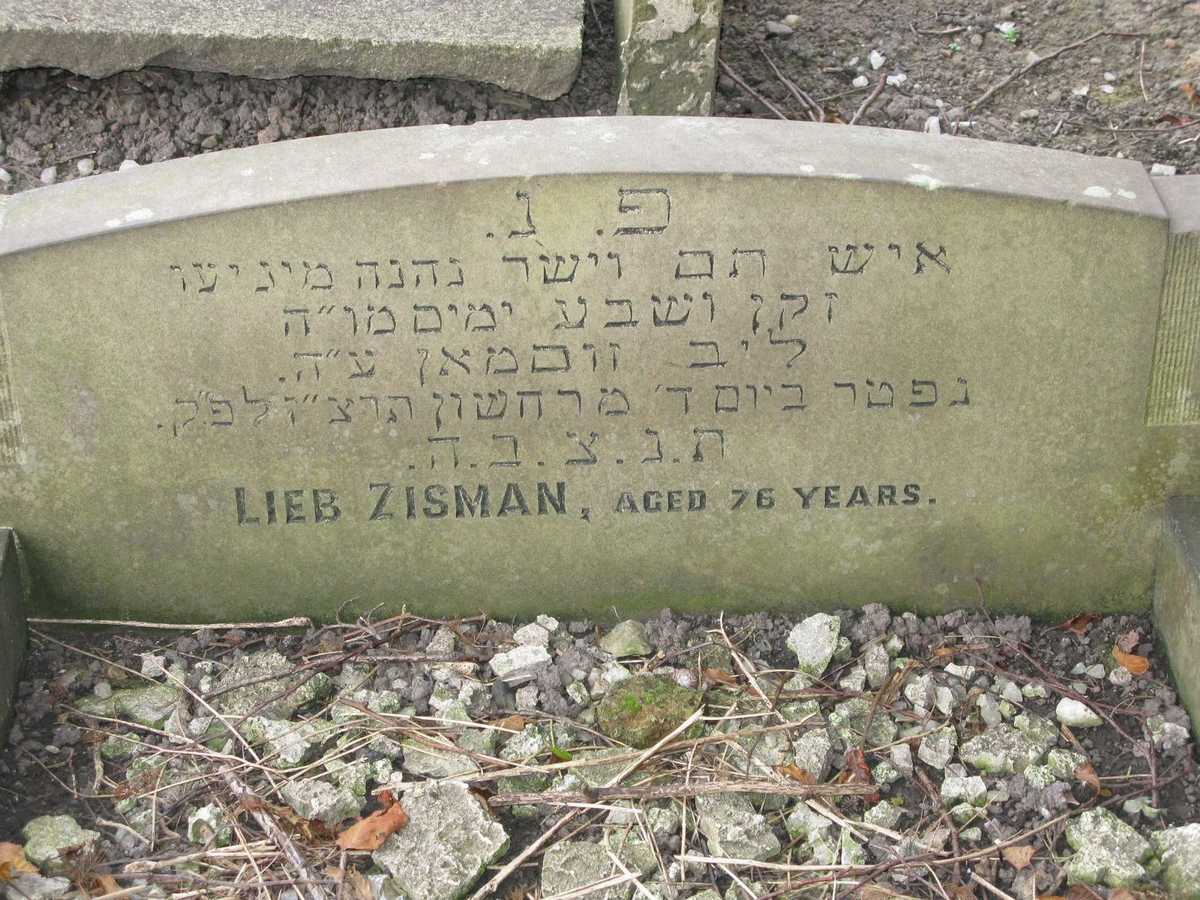 פ. נ.
איש תם וישר נהנה מיגיעו
זקן ושבע ימים מו״ה
ליב זוסמאן ע״ה.
נפטר ביום ד׳ מרחשון תרצ״ז לפ״ק.
ת.נ.צ.ב.ה.
LIEB ZISMAN, AGED 76 YEARS.